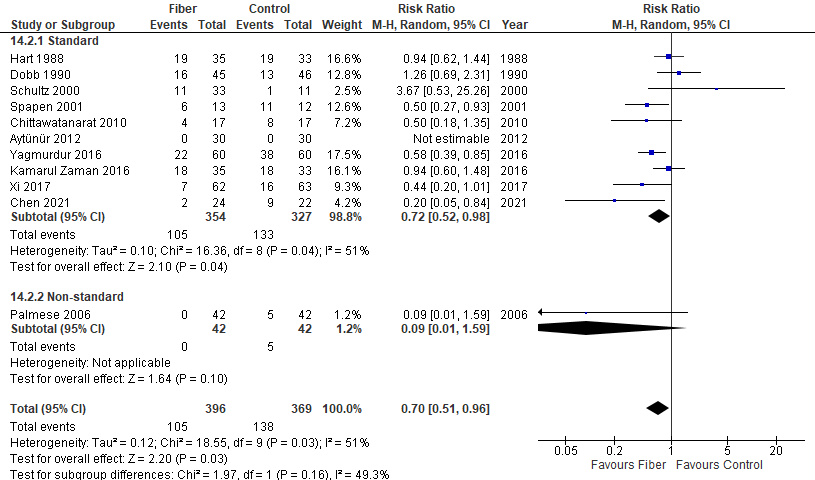 Fiber Control Risk Ratio Risk Ratio
Study or Subgroup Events Total Events Total Weight M-H, Random, 95% CI Year M-H, Random, 95% CI
14.2.1 Standard
Hart 1988 19 35 19 33 16.6% 0.94 [0.62, 1.44] 1988
Dobb 1990 16 45 13 46 12.8% 1.26 [0.69, 2.31] 1990
Schultz 2000 11 33 1 11 2.5% 3.67 [0.53, 25.26] 2000
Spapen 2001 6 13 11 12 12.4% 0.50 [0.27, 0.93] 2001
Chittawatanarat 2010 4 17 8 17 7.2% 0.50 [0.18, 1.35] 2010
Aytünür 2012 0 30 0 30 Not estimable 2012
Yagmurdur 2016 22 60 38 60 17.5% 0.58 [0.39, 0.85] 2016
Kamarul Zaman 2016 18 35 18 33 16.1% 0.94 [0.60, 1.48] 2016
Xi 2017 7 62 16 63 9.3% 0.44 [0.20, 1.01] 2017
Chen 2021 2 24 9 22 4.2% 0.20 [0.05, 0.84] 2021
Subtotal (95% CI) 354 327 98.8% 0.72 [0.52, 0.98]
Total events 105 133
Heterogeneity: Tau² = 0.10; Chi² = 16.36, df = 8 (P = 0.04); I² = 51%
Test for overall effect: Z = 2.10 (P = 0.04)
14.2.2 Non-standard
Palmese 2006 0 42 5 42 1.2% 0.09 [0.01, 1.59] 2006
Subtotal (95% CI) 42 42 1.2% 0.09 [0.01, 1.59]
Total events 0 5
Heterogeneity: Not applicable
Test for overall effect: Z = 1.64 (P = 0.10)
Total (95% CI) 396 369 100.0% 0.70 [0.51, 0.96]
Total events 105 138
Heterogeneity: Tau² = 0.12; Chi² = 18.55, df = 9 (P = 0.03); I² = 51%
Test for overall effect: Z = 2.20 (P = 0.03)
Test for subgroup differences: Chi² = 1.97, df = 1 (P = 0.16), I² = 49.3%
0.05 0.2 1 5 20
Favours Fiber Favours Control